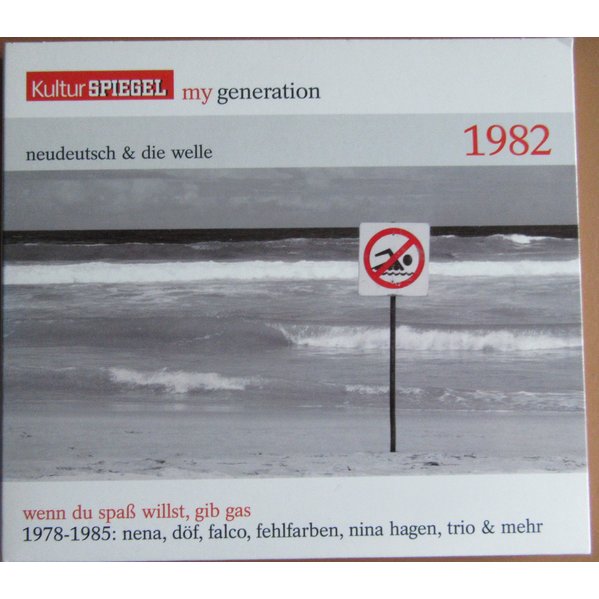 KulturSPIEGEL my generation
neudeutsch & die welle
1982
wenn du spaß willst, gib gas
1978-1985: nena, döf, falco, fehlfarben, nina hagen, trio & mehr